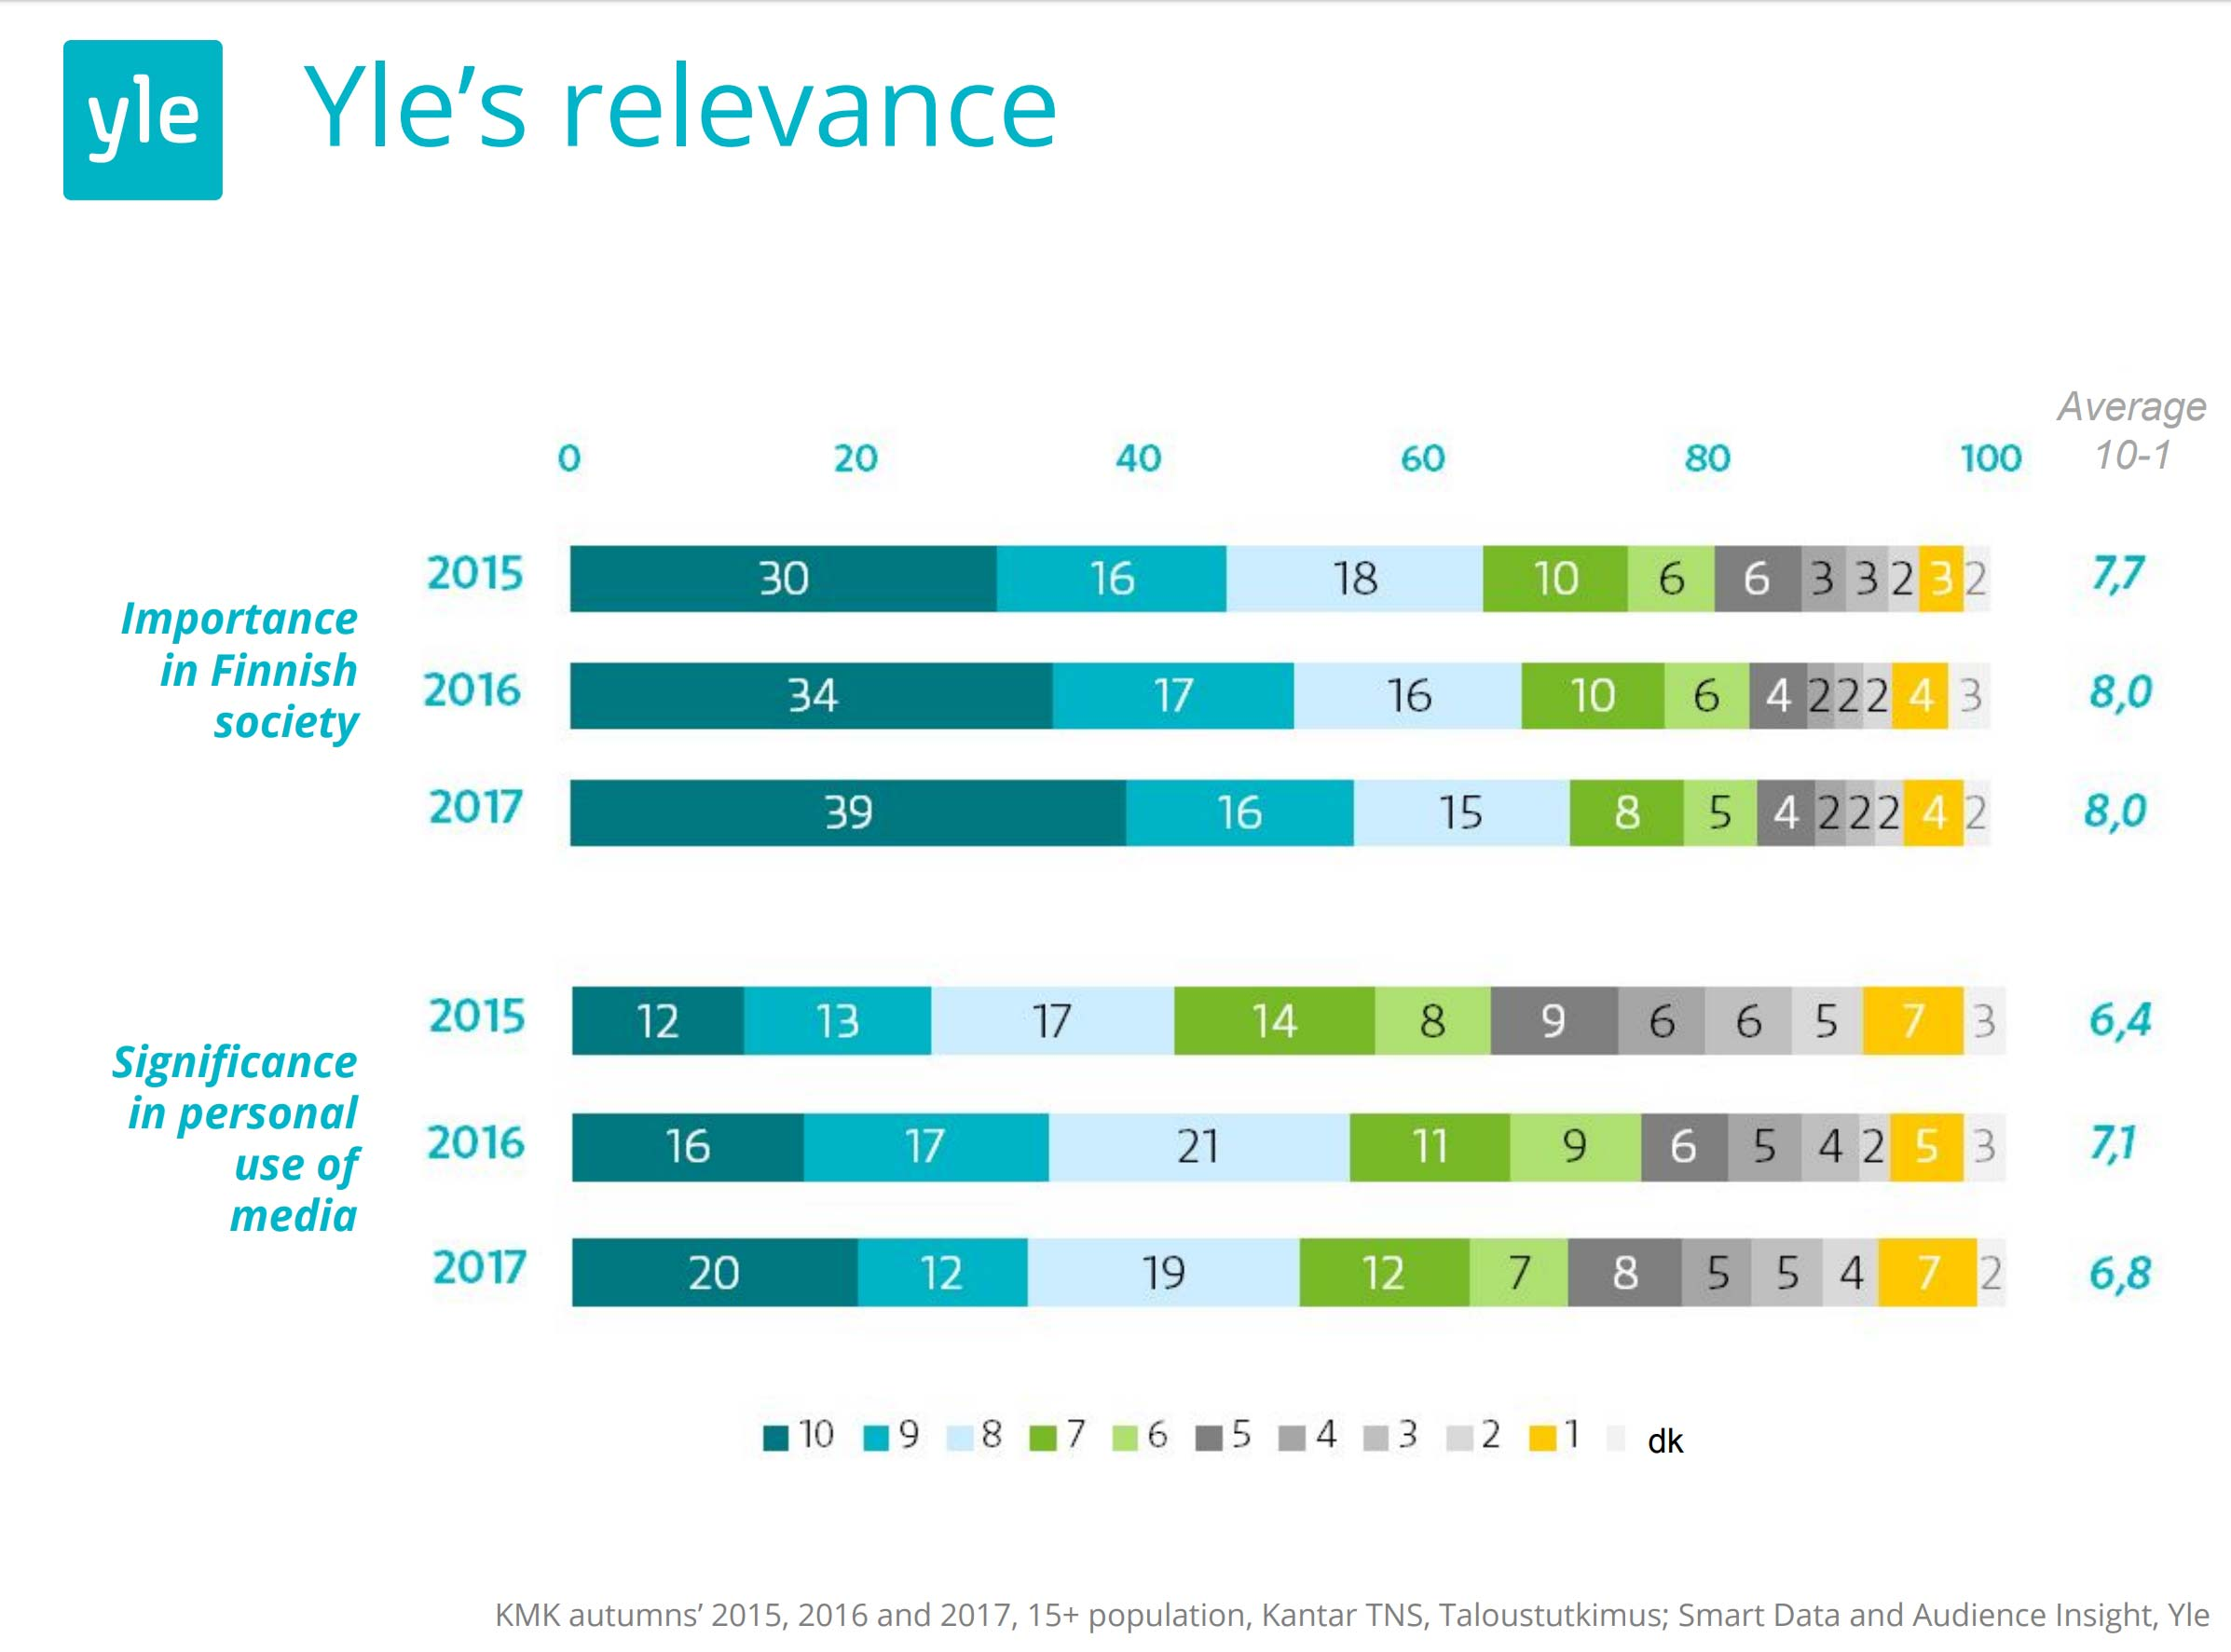 yle
Yle’s relevance
Average
10-1
0 20 40 60 80 100
Importance
in Finnish
society
2015 30 16 18 10 6 6 3 3 2 3 2 7,7
2016 34 17 16 10 6 4 2 2 2 4 3 8,0
2017 39 16 15 8 5 4 2 2 2 4 2 8,0
Significance
in personal
use of
media
2015 12 13 17 14 8 9 6 6 5 7 3 6,4
2016 16 17 21 11 9 6 5 4 2 5 3 7,1
2017 20 12 19 12 7 8 5 5 4 7 2 6,8
10 9 8 7 6 5 4 3 2 1 dk
KMK autumns’ 2015, 2016 and 2017, 15+ population, Kantar TNS, Taloustutkimus; Smart Data and Audience Insight, Yle